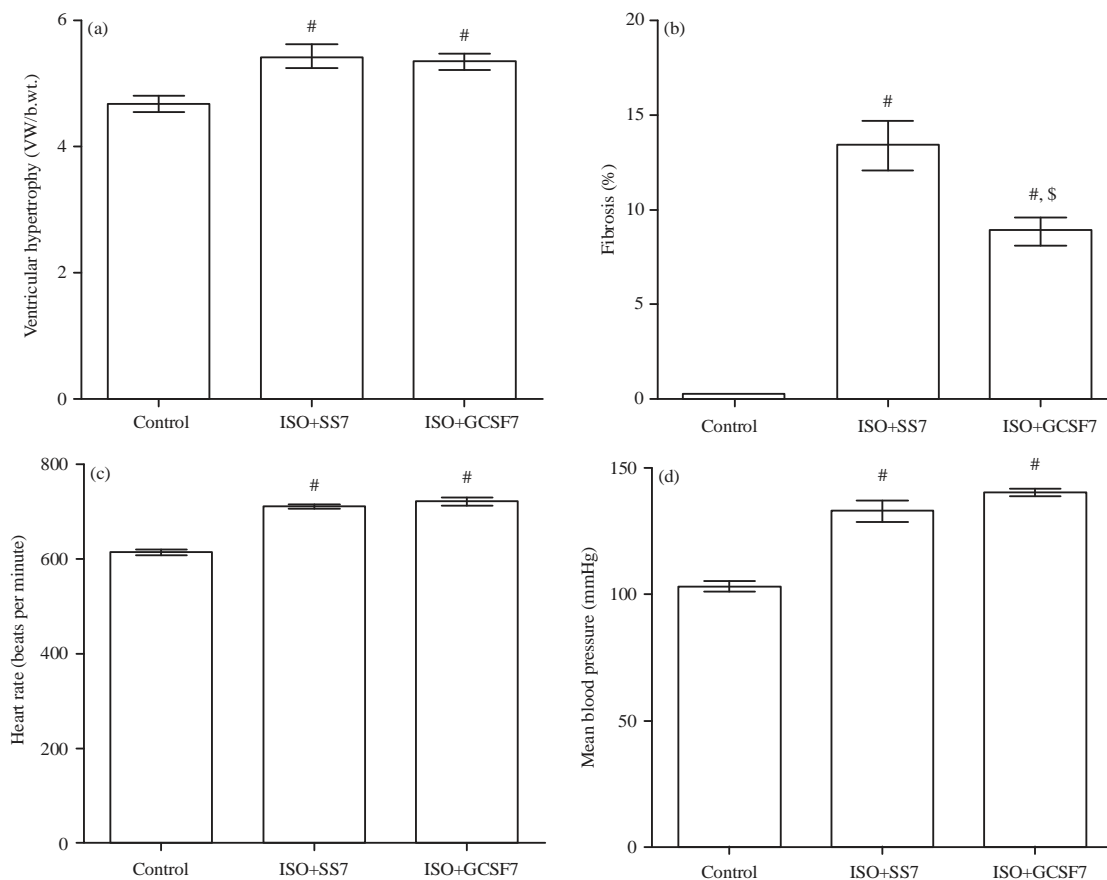 (a)
Ventricular hypertrophy (VW/b.wt.)
6
4
2
0
#
#
Control
ISO+SS7
ISO+GCSF7
(b)
Fibrosis (%)
20
15
10
5
0
#
#, $
Control
ISO+SS7
ISO+GCSF7
(c)
Heart rate (beats per minute)
800
600
400
200
0
#
#
Control
ISO+SS7
ISO+GCSF7
(d)
Mean blood pressure (mmHg)
150
100
50
0
#
#
Control
ISO+SS7
ISO+GCSF7